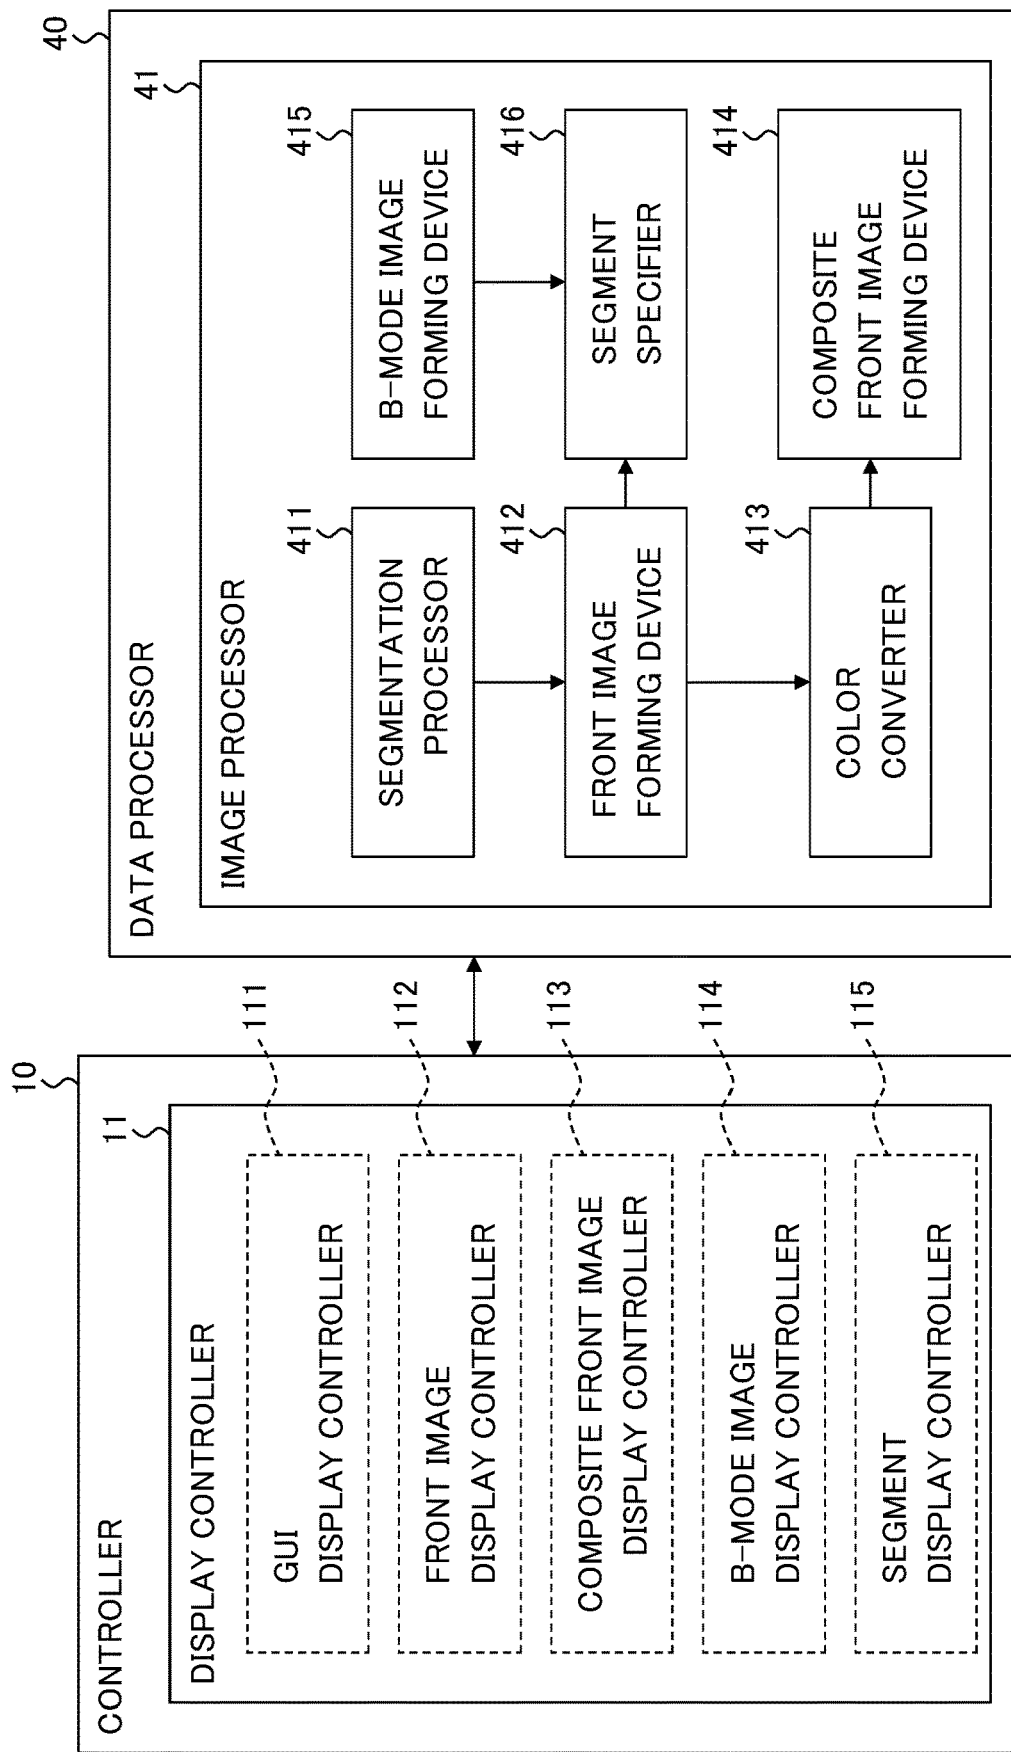 CONTROLLER
10
DISPLAY CONTROLLER
11
GUI
DISPLAY CONTROLLER
111
FRONT IMAGE
DISPLAY CONTROLLER
112
COMPOSITE FRONT IMAGE
DISPLAY CONTROLLER
113
B-MODE IMAGE
DISPLAY CONTROLLER
114
SEGMENT
DISPLAY CONTROLLER
115
DATA PROCESSOR
40
IMAGE PROCESSOR
41
SEGMENTATION
PROCESSOR
411
B-MODE IMAGE
FORMING DEVICE
415
FRONT IMAGE
FORMING DEVICE
412
SEGMENT
SPECIFIER
416
COLOR
CONVERTER
413
COMPOSITE
FRONT IMAGE
FORMING DEVICE
414